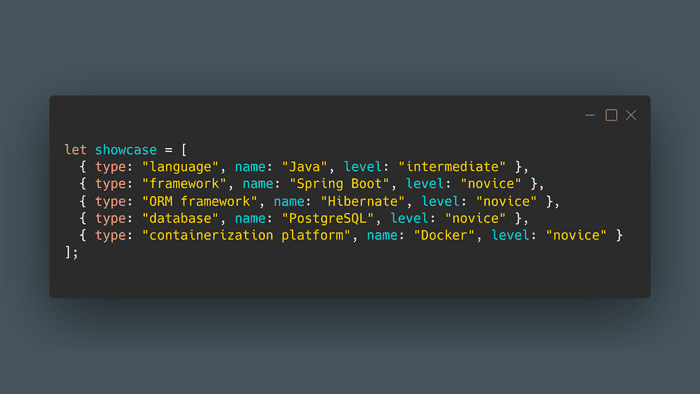 let showcase = [
  { type: "language", name: "Java", level: "intermediate" },
  { type: "framework", name: "Spring Boot", level: "novice" },
  { type: "ORM framework", name: "Hibernate", level: "novice" },
  { type: "database", name: "PostgreSQL", level: "novice" },
  { type: "containerization platform", name: "Docker", level: "novice" }
];